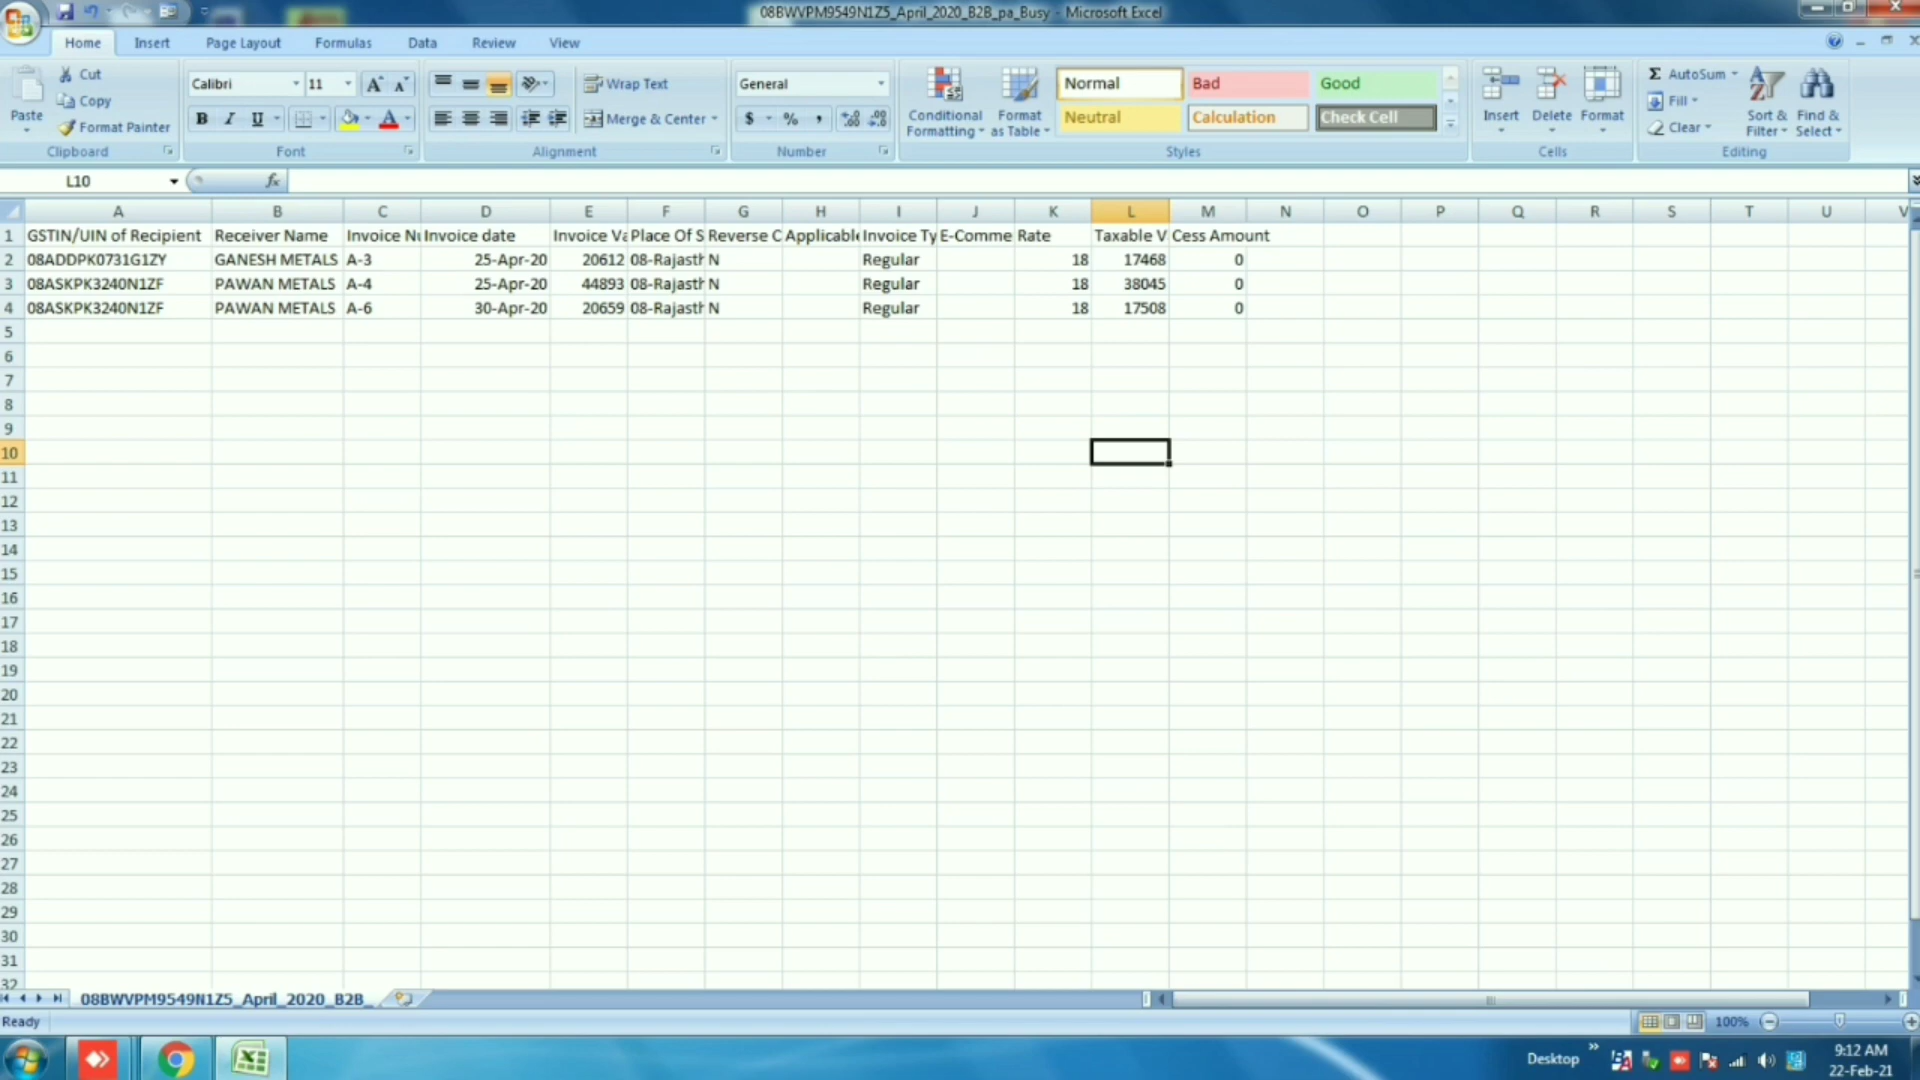 08BWVPM9549N1Z5_April_2020_B2B_pa_Busy - Microsoft Excel
Home Insert Page Layout Formulas Data Review View
Cut
Copy
Format Painter
Paste
Clipboard
Calibri 11
Font
Wrap Text
Merge & Center
Alignment
General
$ % ,
Number
Conditional Formatting
Format as Table
Normal Bad Good
Neutral Calculation Check Cell
Styles
Insert Delete Format
Cells
Σ AutoSum
Fill
Clear
Sort & Filter
Find & Select
Editing
L10 fx
A B C D E F G H I J K L M N O P Q R S T U V
1 GSTIN/UIN of Recipient Receiver Name Invoice Nu Invoice date Invoice Va Place Of S Reverse C Applicable Invoice Ty E-Comme Rate Taxable V Cess Amount
2 08ADDPK0731G1ZY GANESH METALS A-3 25-Apr-20 20612 08-Rajasth N Regular 18 17468 0
3 08ASKPK3240N1ZF PAWAN METALS A-4 25-Apr-20 44893 08-Rajasth N Regular 18 38045 0
4 08ASKPK3240N1ZF PAWAN METALS A-6 30-Apr-20 20659 08-Rajasth N Regular 18 17508 0
5
6
7
8
9
10
11
12
13
14
15
16
17
18
19
20
21
22
23
24
25
26
27
28
29
30
31
32
08BWVPM9549N1Z5_April_2020_B2B_
Ready 100%
Desktop 9:12 AM
22-Feb-21